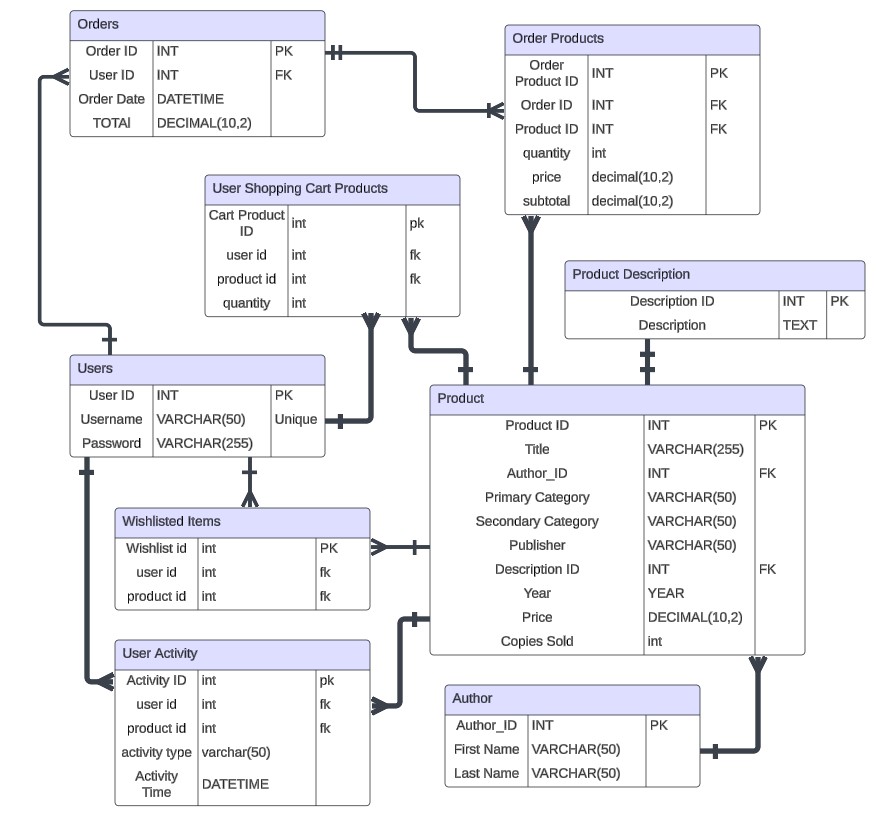 Orders
Order ID INT PK
User ID INT FK
Order Date DATETIME
TOTAl DECIMAL(10,2)
Order Products
Order
Product ID INT PK
Order ID INT FK
Product ID INT FK
quantity int
price decimal(10,2)
subtotal decimal(10,2)
User Shopping Cart Products
Cart Product
ID int pk
user id int fk
product id int fk
quantity int
Product Description
Description ID INT PK
Description TEXT
Users
User ID INT PK
Username VARCHAR(50) Unique
Password VARCHAR(255)
Product
Product ID INT PK
Title VARCHAR(255)
Author_ID INT FK
Primary Category VARCHAR(50)
Secondary Category VARCHAR(50)
Publisher VARCHAR(50)
Description ID INT FK
Year YEAR
Price DECIMAL(10,2)
Copies Sold int
Wishlisted Items
Wishlist id int PK
user id int fk
product id int fk
User Activity
Activity ID int pk
user id int fk
product id int fk
activity type varchar(50)
Activity
Time DATETIME
Author
Author_ID INT PK
First Name VARCHAR(50)
Last Name VARCHAR(50)